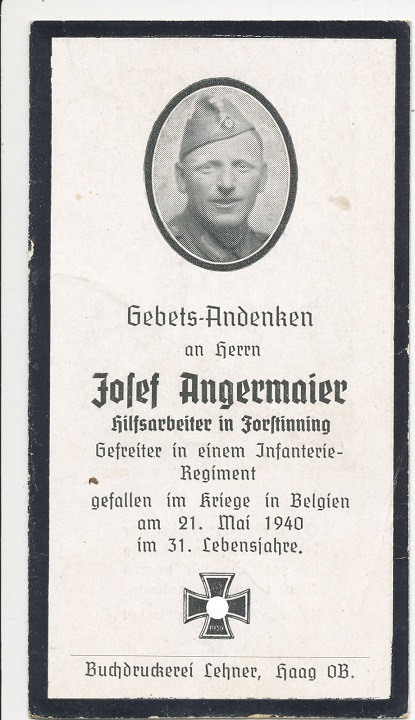 Gebets-Andenken
an Herrn
Josef Angermaier
Hilfsarbeiter in Forstinning
Gefreiter in einem Infanterie-
Regiment
gefallen im Kriege in Belgien
am 21. Mai 1940
im 31. Lebensjahre.
1939
Buchdruckerei Lehner, Haag OB.